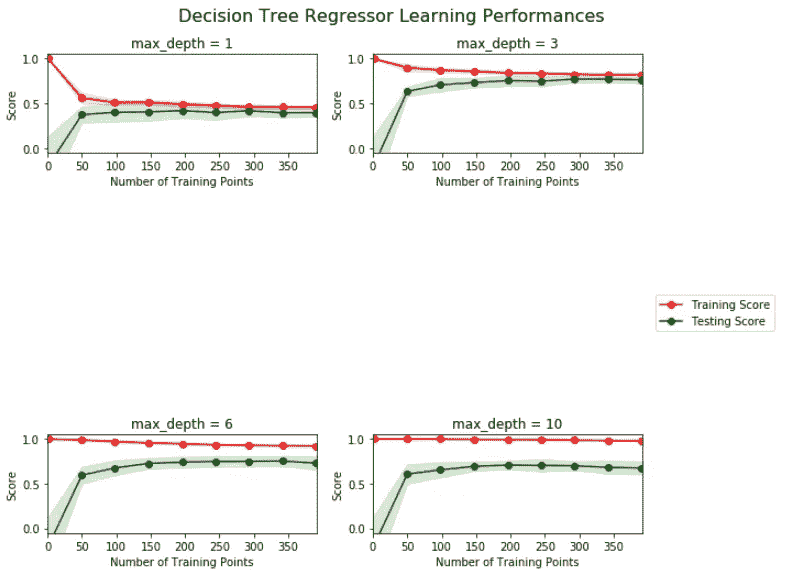 Decision Tree Regressor Learning Performances
max_depth = 1
max_depth = 3
1.0
0.5
0.0
Score
0 50 100 150 200 250 300 350
Number of Training Points
1.0
0.5
0.0
Score
0 50 100 150 200 250 300 350
Number of Training Points
Training Score
Testing Score
max_depth = 6
max_depth = 10
1.0
0.5
0.0
Score
0 50 100 150 200 250 300 350
Number of Training Points
1.0
0.5
0.0
Score
0 50 100 150 200 250 300 350
Number of Training Points